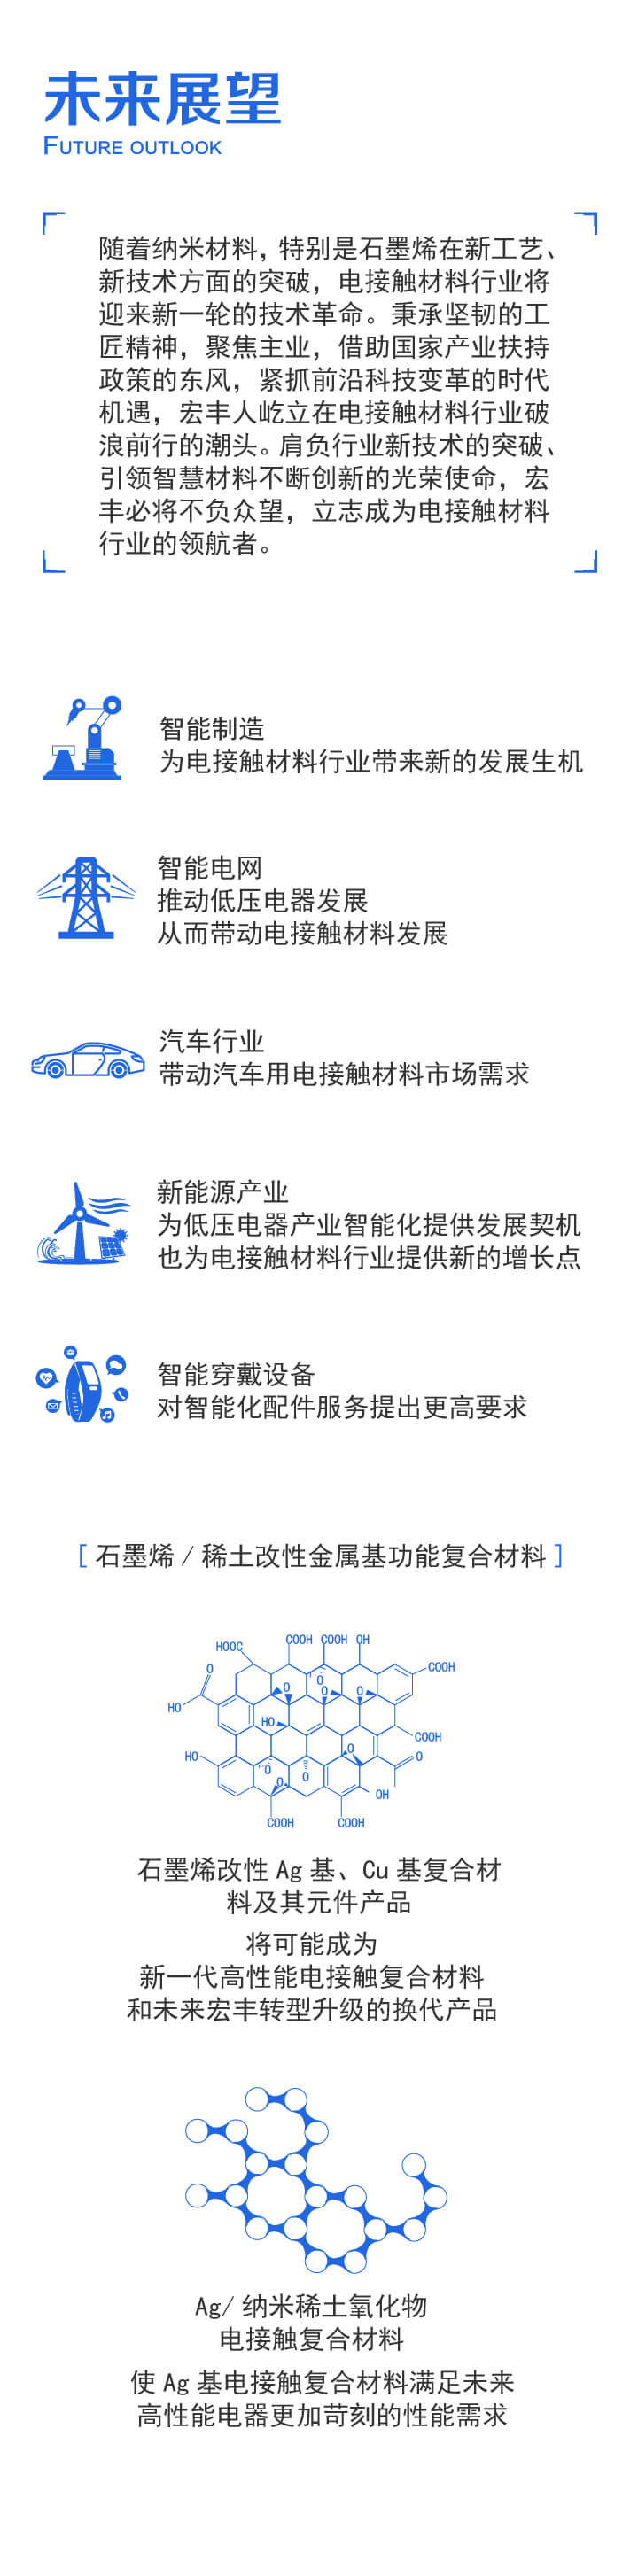 未来展望
FUTURE OUTLOOK
随着纳米材料，特别是石墨烯在新工艺、
新技术方面的突破，电接触材料行业将
迎来新一轮的技术革命。秉承坚韧的工
匠精神，聚焦主业，借助国家产业扶持
政策的东风，紧抓前沿科技变革的时代
机遇，宏丰人屹立在电接触材料行业破
浪前行的潮头。肩负行业新技术的突破、
引领智慧材料不断创新的光荣使命，宏
丰必将不负众望，立志成为电接触材料
行业的领航者。
智能制造
为电接触材料行业带来新的发展生机
智能电网
推动低压电器发展
从而带动电接触材料发展
汽车行业
带动汽车用电接触材料市场需求
新能源产业
为低压电器产业智能化提供发展契机
也为电接触材料行业提供新的增长点
智能穿戴设备
对智能化配件服务提出更高要求
[ 石墨烯 / 稀土改性金属基功能复合材料 ]
HOOC COOH COOH OH
O COOH
O O O O
HO
HO
COOH
HO O O
O O O
OH
COOH COOH
石墨烯改性 Ag 基、Cu 基复合材
料及其元件产品
将可能成为
新一代高性能电接触复合材料
和未来宏丰转型升级的换代产品
Ag/ 纳米稀土氧化物
电接触复合材料
使 Ag 基电接触复合材料满足未来
高性能电器更加苛刻的性能需求